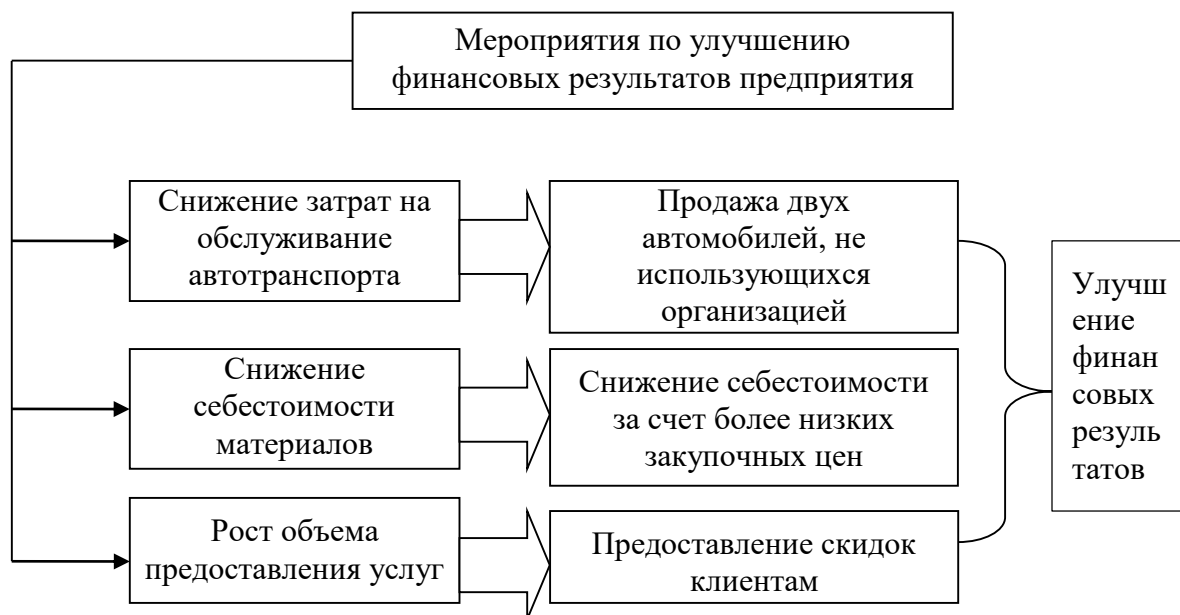 Мероприятия по улучшению
финансовых результатов предприятия
Снижение затрат на
обслуживание
автотранспорта
Продажа двух
автомобилей, не
использующихся
организацией
Снижение
себестоимости
материалов
Снижение себестоимости
за счет более низких
закупочных цен
Рост объема
предоставления услуг
Предоставление скидок
клиентам
Улучш
ение
финан
совых
резуль
татов